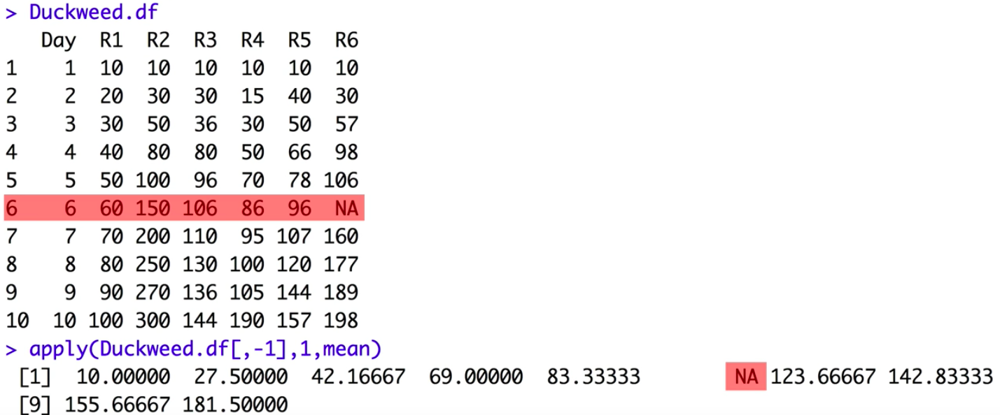 > Duckweed.df
   Day  R1  R2  R3  R4  R5  R6
1    1  10  10  10  10  10  10
2    2  20  30  30  15  40  30
3    3  30  50  36  30  50  57
4    4  40  80  80  50  66  98
5    5  50 100  96  70  78 106
6    6  60 150 106  86  96  NA
7    7  70 200 110  95 107 160
8    8  80 250 130 100 120 177
9    9  90 270 136 105 144 189
10  10 100 300 144 190 157 198
> apply(Duckweed.df[,-1],1,mean)
 [1]  10.00000  27.50000  42.16667  69.00000  83.33333        NA 123.66667 142.83333
 [9] 155.66667 181.50000